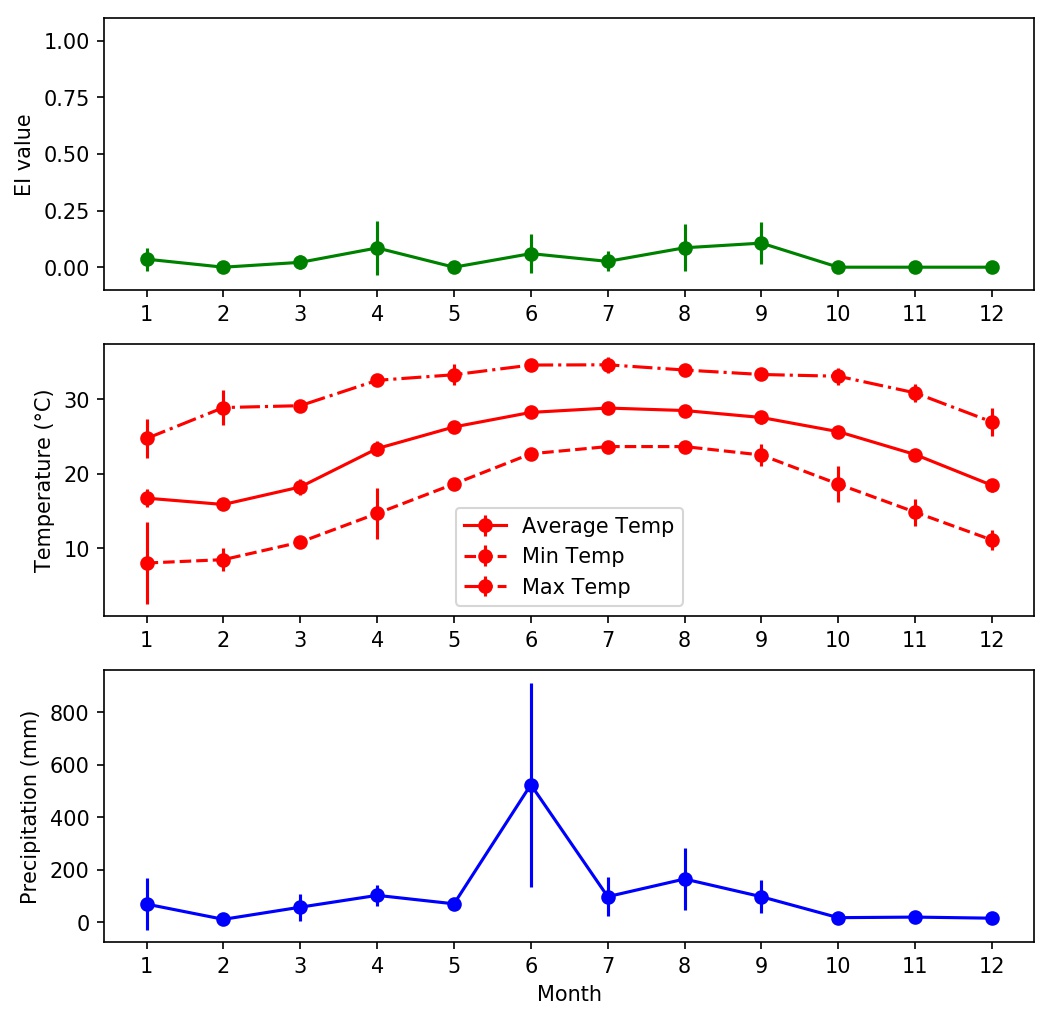 1.00
0.75
0.50
0.25
0.00
EI value
1 2 3 4 5 6 7 8 9 10 11 12
30
20
10
Temperature (°C)
Average Temp
Min Temp
Max Temp
1 2 3 4 5 6 7 8 9 10 11 12
800
600
400
200
0
Precipitation (mm)
1 2 3 4 5 6 7 8 9 10 11 12
Month